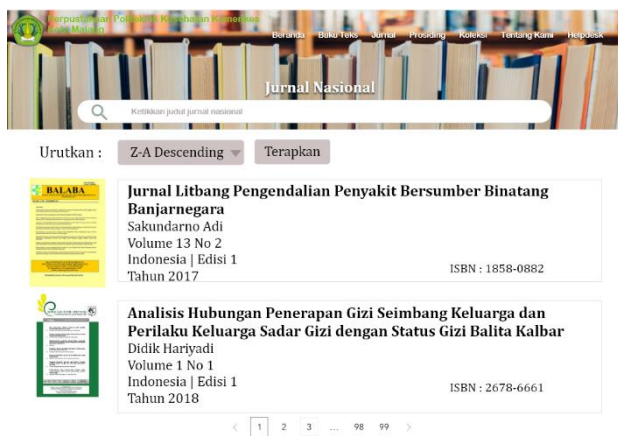 Perpustakaan Politeknik Kesehatan Kemenkes
Malang
Beranda Buku Teks Jurnal Prosiding Koleksi Tentang Kami Helpdesk
Jurnal Nasional
Ketikkan judul jurnal nasional
Urutkan : Z-A Descending Terapkan
BALABA
Jurnal Litbang Pengendalian Penyakit Bersumber Binatang
Banjarnegara
Sakundarno Adi
Volume 13 No 2
Indonesia | Edisi 1
Tahun 2017
ISBN : 1858-0882
Analisis Hubungan Penerapan Gizi Seimbang Keluarga dan
Perilaku Keluarga Sadar Gizi dengan Status Gizi Balita Kalbar
Didik Hariyadi
Volume 1 No 1
Indonesia | Edisi 1
Tahun 2018
ISBN : 2678-6661
< 1 2 3 ... 98 99 >